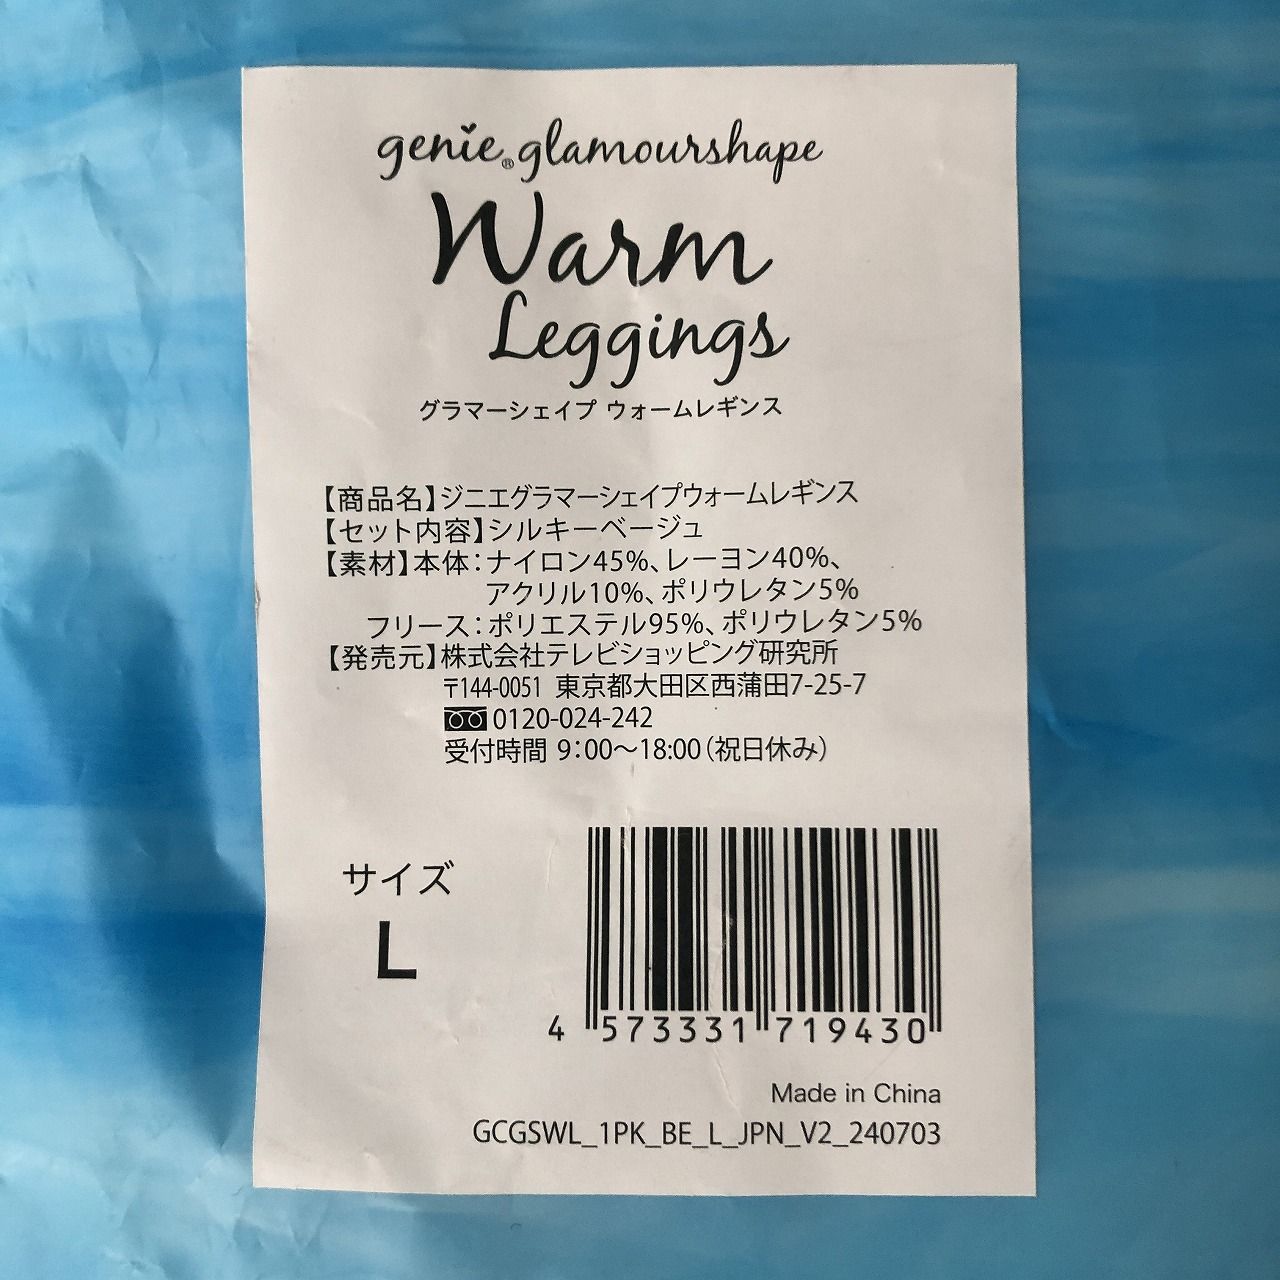 genie®glamourshape
Warm
Leggings
グラマーシェイプ ウォームレギンス
【商品名】ジニエグラマーシェイプウォームレギンス
【セット内容】シルキーベージュ
【素材】本体：ナイロン45%、レーヨン40%、
アクリル10%、ポリウレタン5%
フリース：ポリエステル95%、ポリウレタン5%
【発売元】株式会社テレビショッピング研究所
〒144-0051 東京都大田区西蒲田7-25-7
0120-024-242
受付時間 9：00〜18:00（祝日休み）
サイズ
L
4 573331 719430
Made in China
GCGSWL_1PK_BE_L_JPN_V2_240703